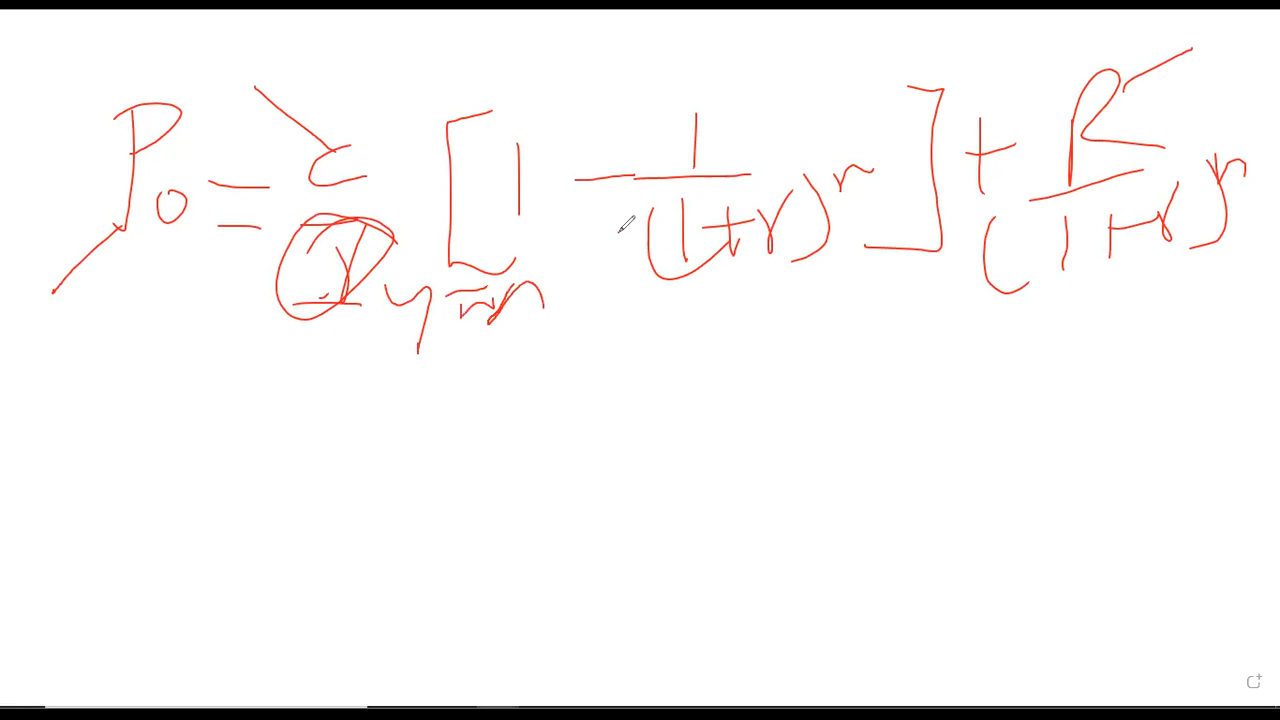 P₀ = C/r [1 - 1/(1+r)ⁿ] + R/(1+r)ⁿ